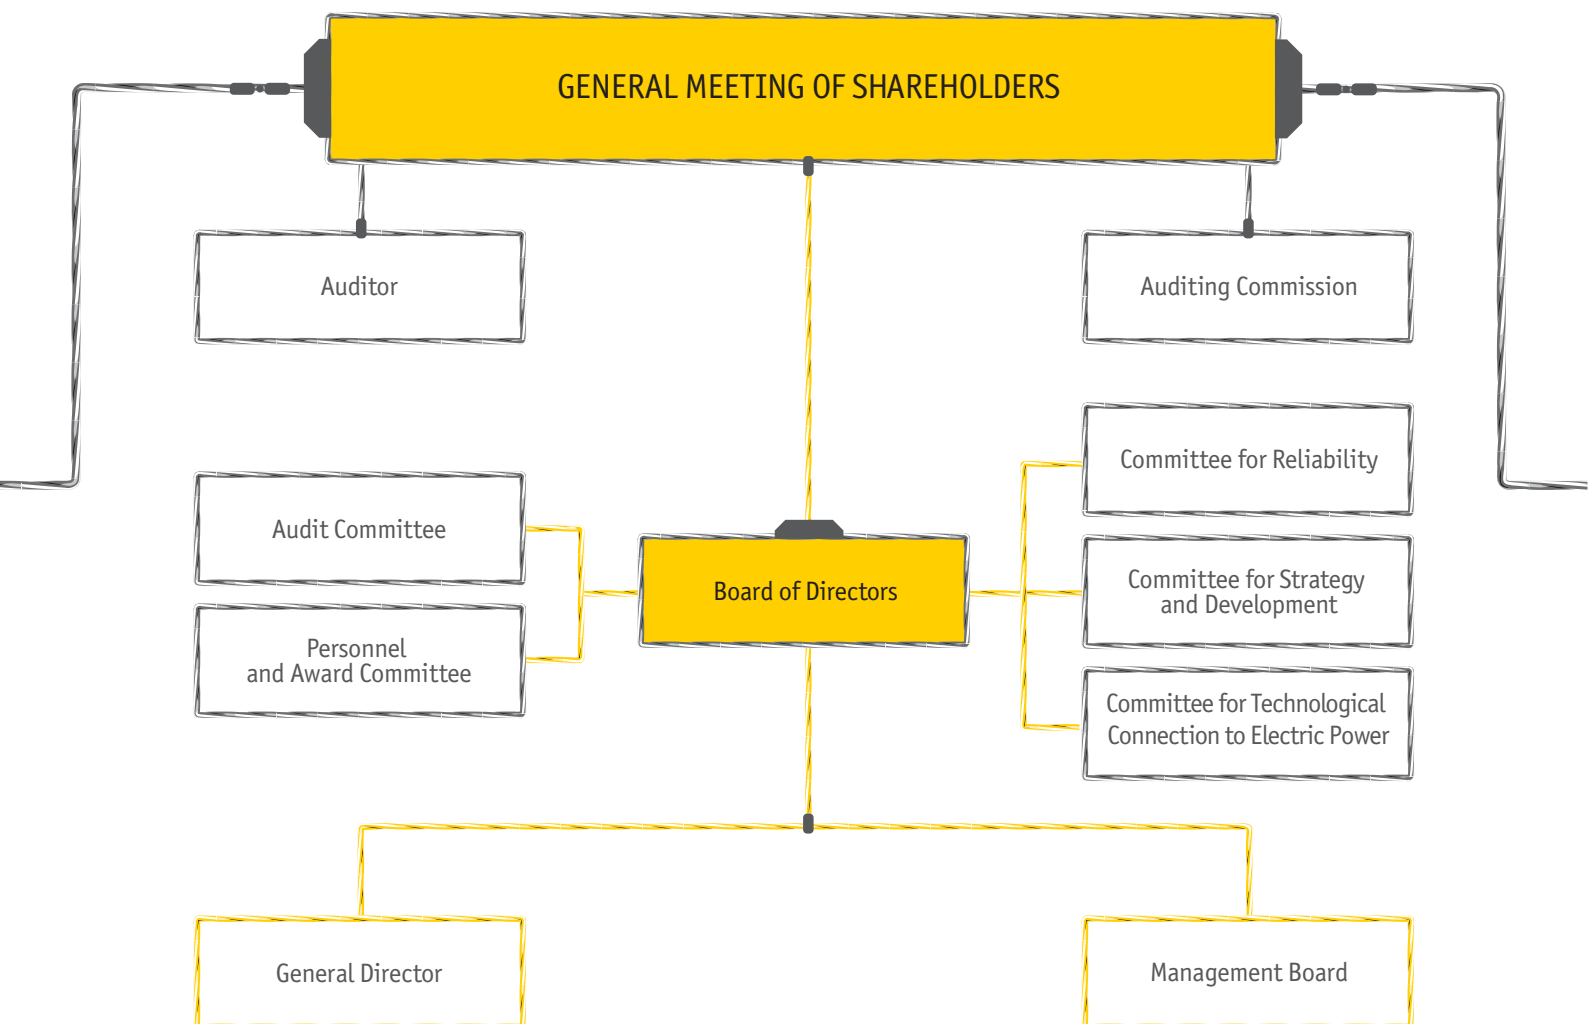 GENERAL MEETING OF SHAREHOLDERS
Auditor
Auditing Commission
Committee for Reliability
Audit Committee
Board of Directors
Committee for Strategy
and Development
Personnel
and Award Committee
Committee for Technological
Connection to Electric Power
General Director
Management Board